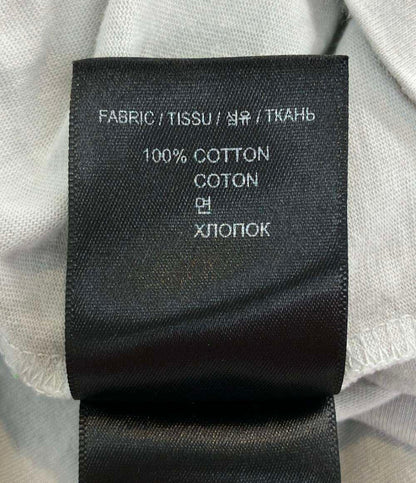 FABRIC / TISSU / 섬유 / ТКАНЬ
100% COTTON
COTON
면
ХЛОПОК